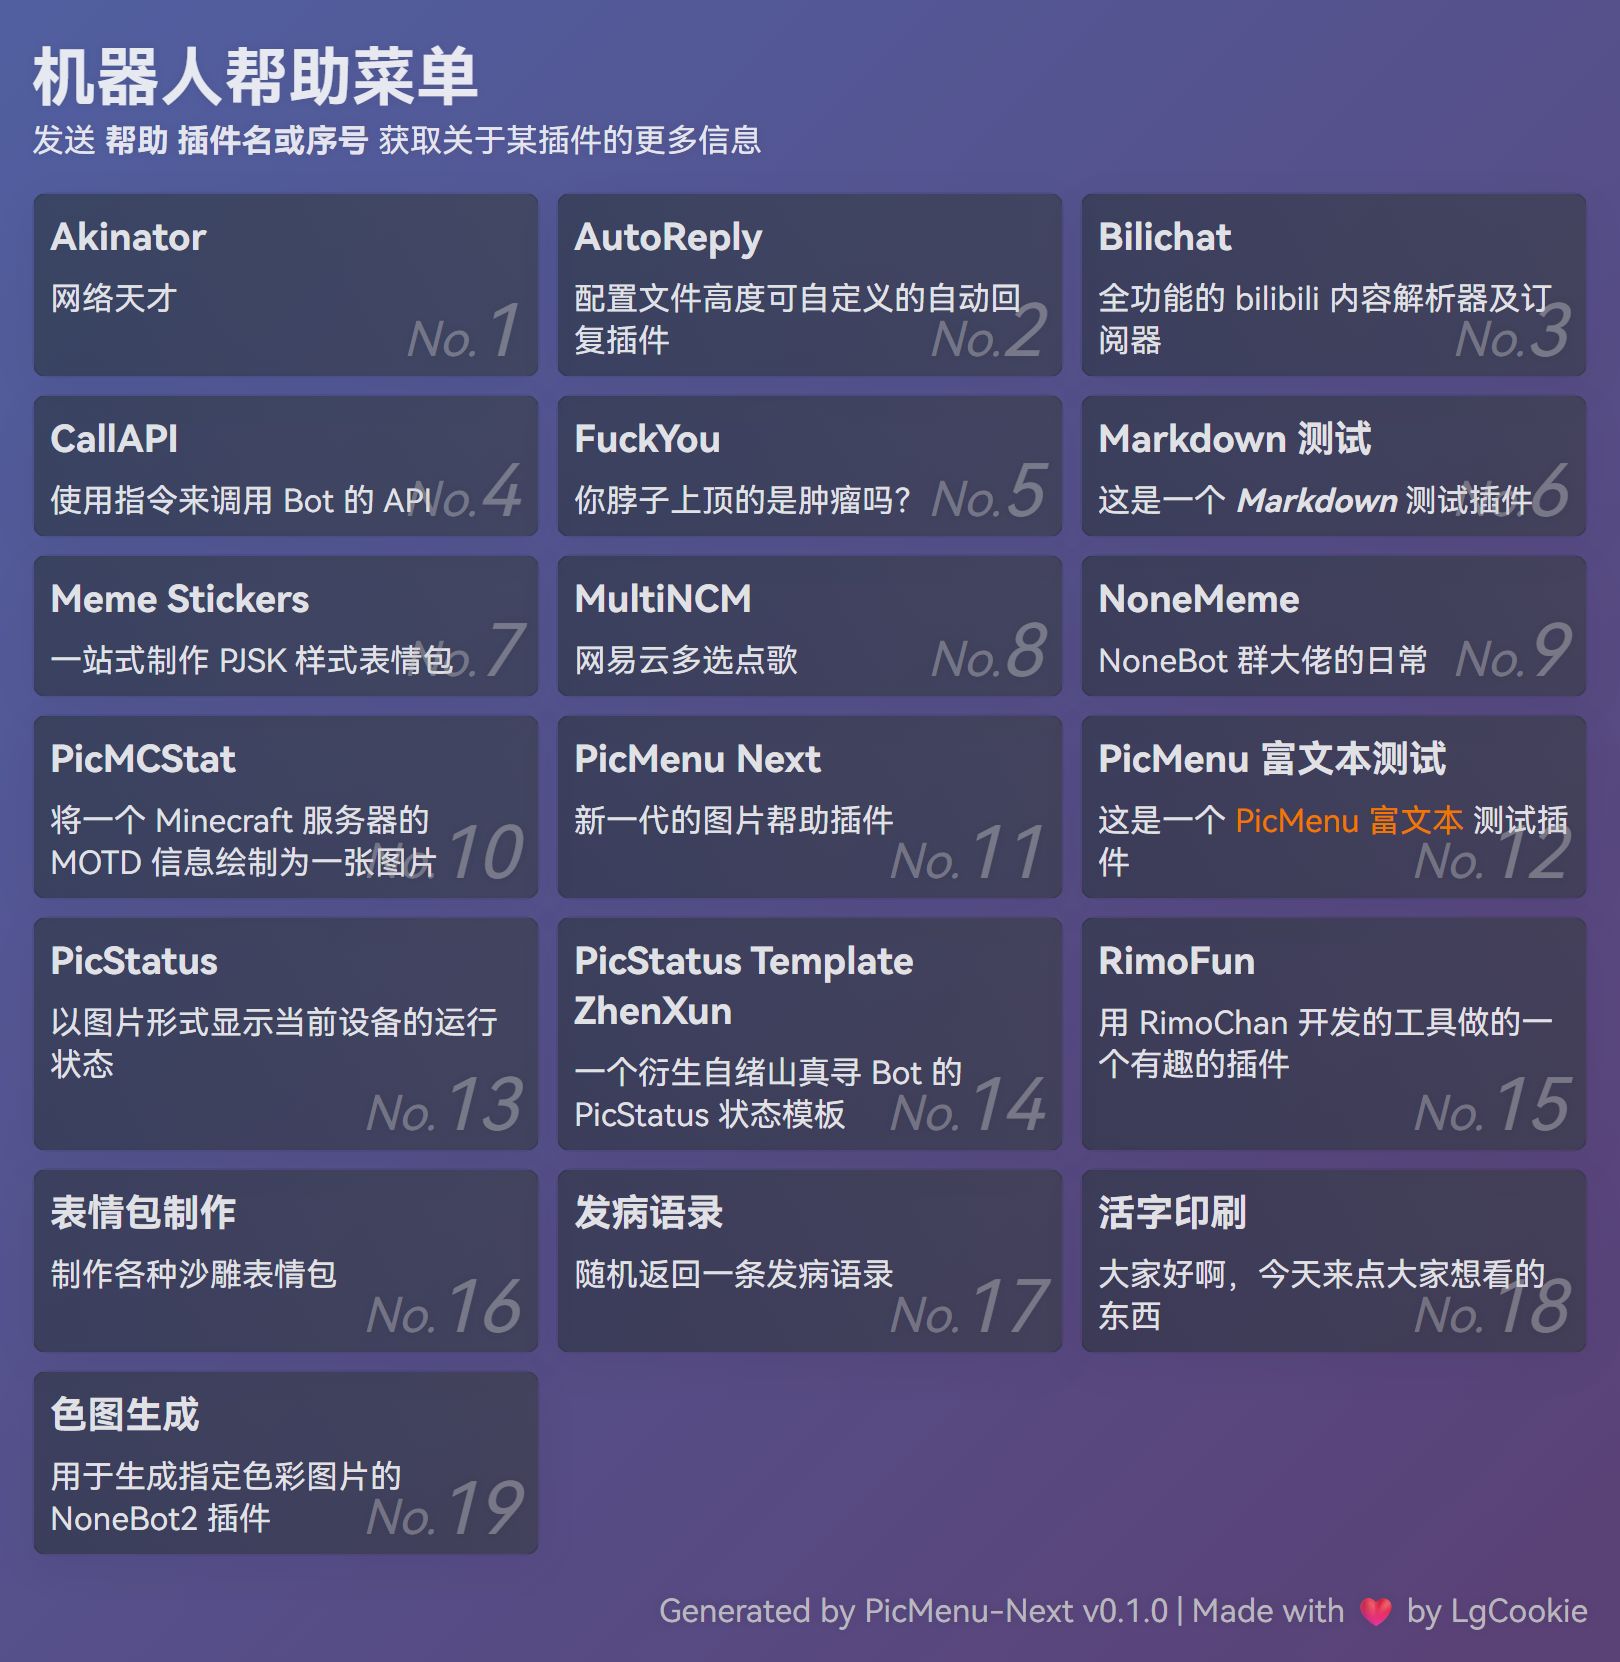 机器人帮助菜单
发送 帮助 插件名或序号 获取关于某插件的更多信息
Akinator
网络天才
No.1
AutoReply
配置文件高度可自定义的自动回
复插件
No.2
Bilichat
全功能的 bilibili 内容解析器及订
阅器
No.3
CallAPI
使用指令来调用 Bot 的 API
No.4
FuckYou
你脖子上顶的是肿瘤吗？
No.5
Markdown 测试
这是一个 Markdown 测试插件
No.6
Meme Stickers
一站式制作 PJSK 样式表情包
No.7
MultiNCM
网易云多选点歌
No.8
NoneMeme
NoneBot 群大佬的日常
No.9
PicMCStat
将一个 Minecraft 服务器的
MOTD 信息绘制为一张图片
No.10
PicMenu Next
新一代的图片帮助插件
No.11
PicMenu 富文本测试
这是一个 PicMenu 富文本 测试插
件
No.12
PicStatus
以图片形式显示当前设备的运行
状态
No.13
PicStatus Template
ZhenXun
一个衍生自绪山真寻 Bot 的
PicStatus 状态模板
No.14
RimoFun
用 RimoChan 开发的工具做的一
个有趣的插件
No.15
表情包制作
制作各种沙雕表情包
No.16
发病语录
随机返回一条发病语录
No.17
活字印刷
大家好啊，今天来点大家想看的
东西
No.18
色图生成
用于生成指定色彩图片的
NoneBot2 插件
No.19
Generated by PicMenu-Next v0.1.0 | Made with ❤️ by LgCookie